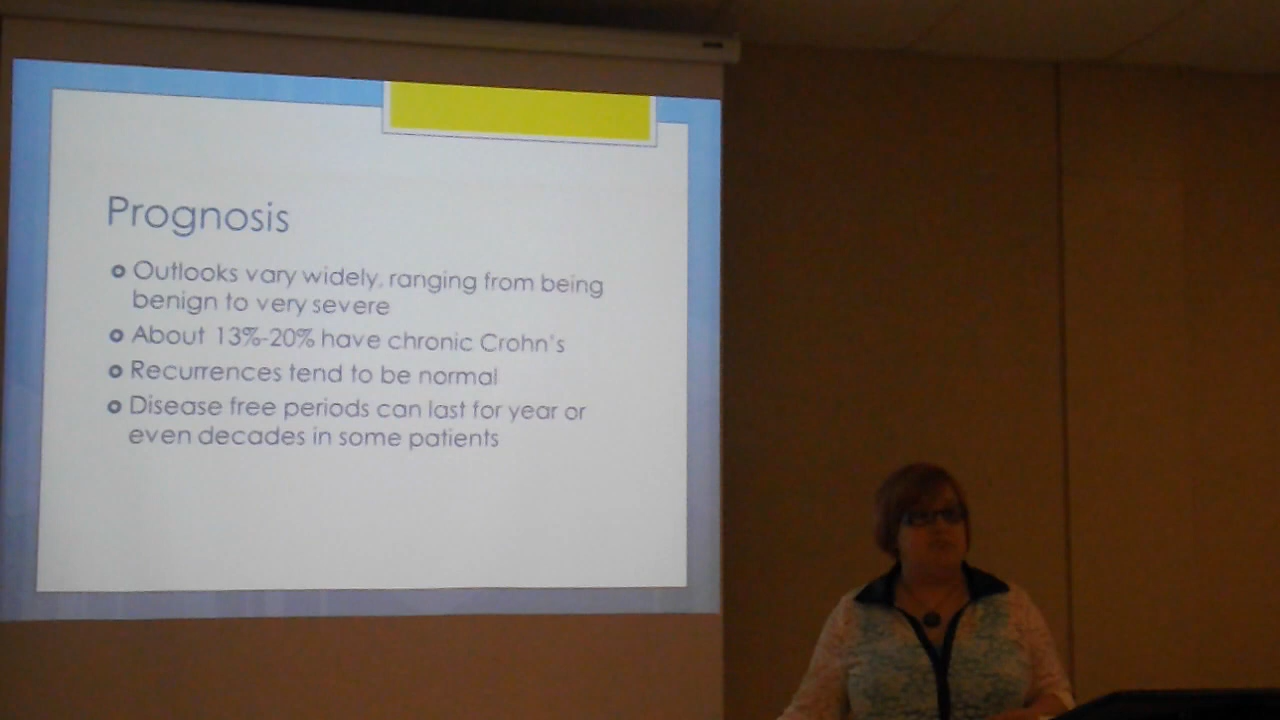 Prognosis
Outlooks vary widely, ranging from being
benign to very severe
About 13%-20% have chronic Crohn's
Recurrences tend to be normal
Disease free periods can last for year or
even decades in some patients